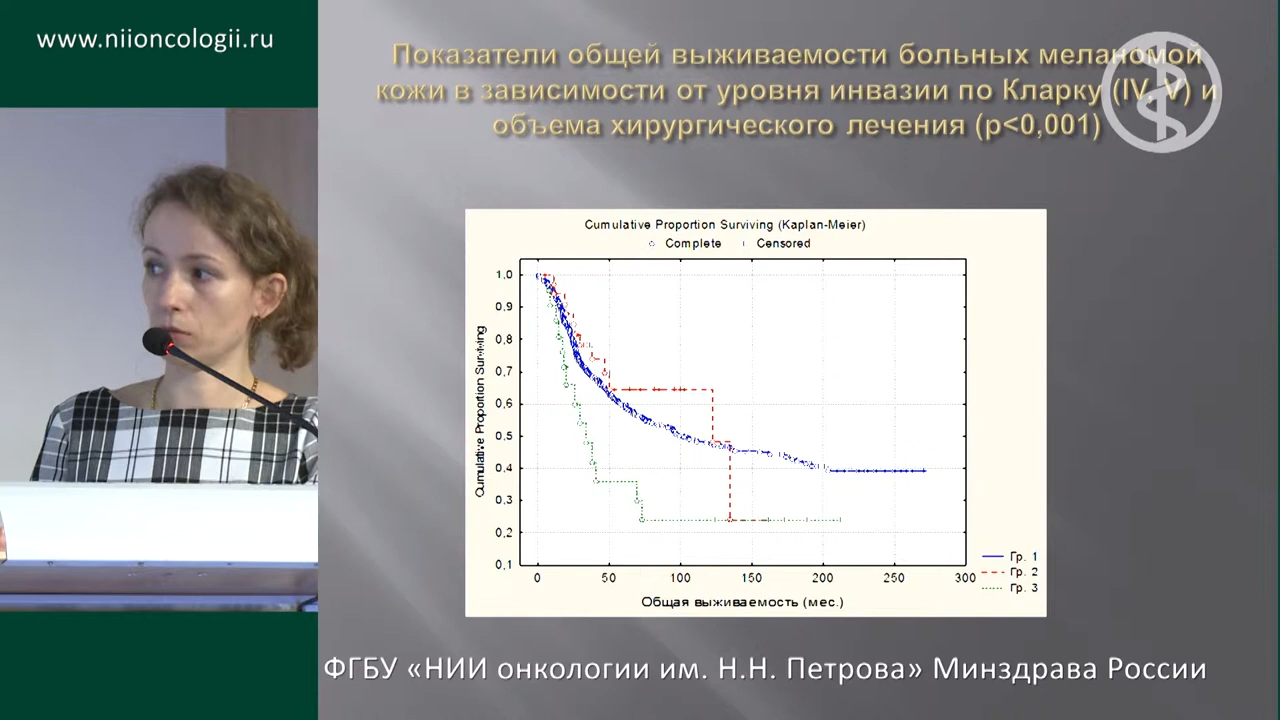 www.niioncologii.ru
Показатели общей выживаемости больных меланомой
кожи в зависимости от уровня инвазии по Кларку (IV, V) и
объема хирургического лечения (p<0,001)
Cumulative Proportion Surviving (Kaplan-Meier)
Complete Censored
Cumulative Proportion Surviving
1,0
0,9
0,8
0,7
0,6
0,5
0,4
0,3
0,2
0,1
0 50 100 150 200 250 300
Общая выживаемость (мес.)
Гр. 1
Гр. 2
Гр. 3
ФГБУ «НИИ онкологии им. Н.Н. Петрова» Минздрава России